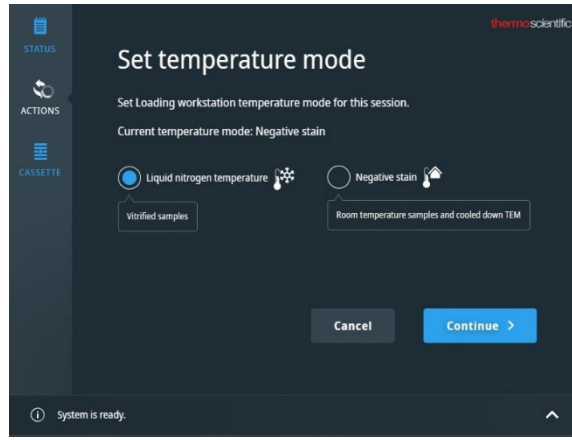 STATUS
ACTIONS
CASSETTE
thermoscientific
Set temperature mode
Set Loading workstation temperature mode for this session.
Current temperature mode: Negative stain
Liquid nitrogen temperature
Negative stain
Vitrified samples
Room temperature samples and cooled down TEM
Cancel
Continue
System is ready.